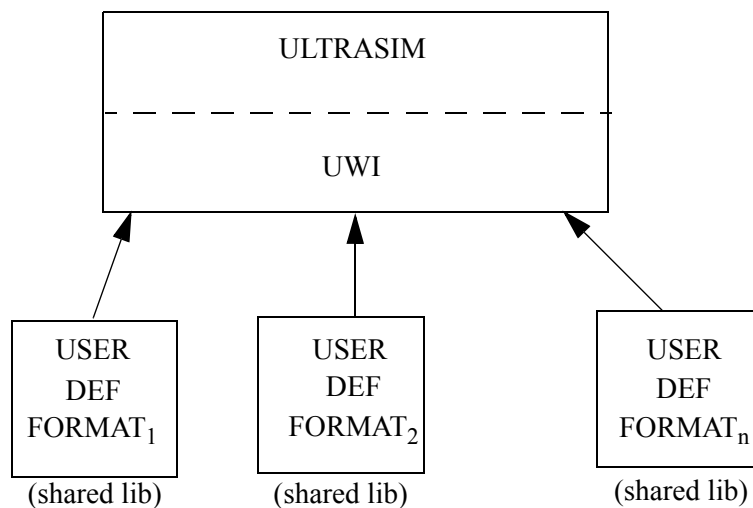 ULTRASIM
UWI
USER
DEF
FORMAT₁
(shared lib)
USER
DEF
FORMAT₂
(shared lib)
USER
DEF
FORMATₙ
(shared lib)